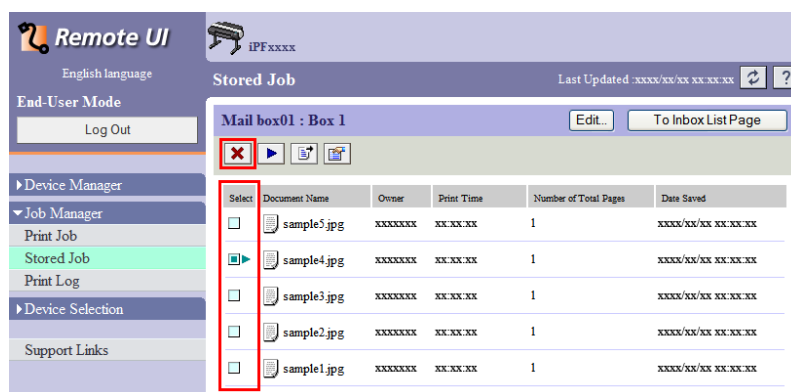 Remote UI
English language
End-User Mode
Log Out
Device Manager
Job Manager
Print Job
Stored Job
Print Log
Device Selection
Support Links
iPFxxxx
Stored Job
Last Updated :xxxx/xx/xx xx:xx:xx
?
Mail box01 : Box 1
Edit...
To Inbox List Page
Select Document Name Owner Print Time Number of Total Pages Date Saved
sample5.jpg xxxxxxx xx:xx:xx 1 xxxx/xx/xx xx:xx:xx
sample4.jpg xxxxxxx xx:xx:xx 1 xxxx/xx/xx xx:xx:xx
sample3.jpg xxxxxxx xx:xx:xx 1 xxxx/xx/xx xx:xx:xx
sample2.jpg xxxxxxx xx:xx:xx 1 xxxx/xx/xx xx:xx:xx
sample1.jpg xxxxxxx xx:xx:xx 1 xxxx/xx/xx xx:xx:xx